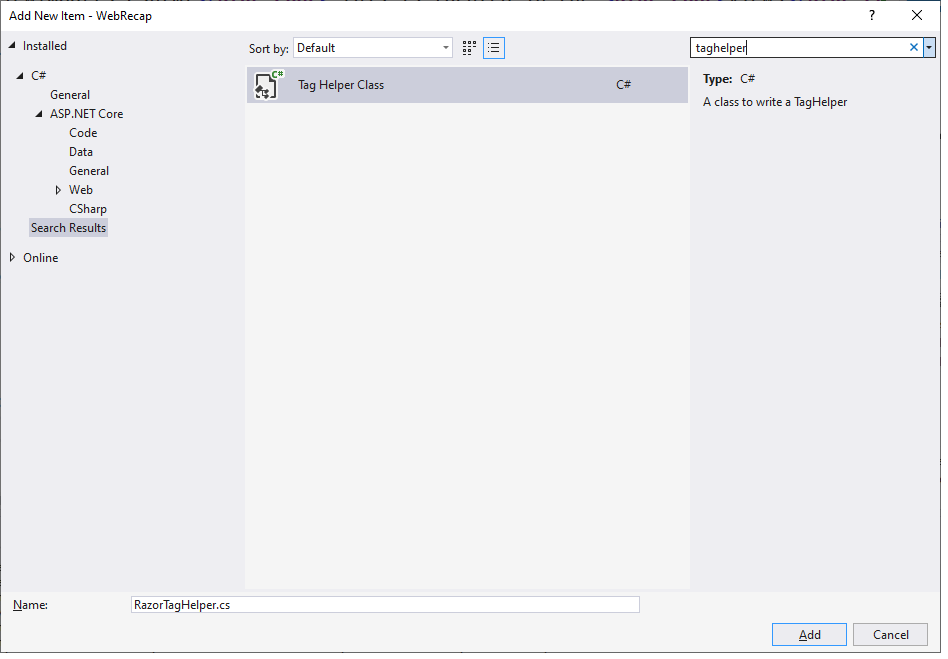 Add New Item - WebRecap
?
Installed
C#
General
ASP.NET Core
Code
Data
General
Web
CSharp
Search Results
Online
Sort by: Default
C#
Tag Helper Class C#
taghelper
Type: C#
A class to write a TagHelper
Name: RazorTagHelper.cs
Add Cancel